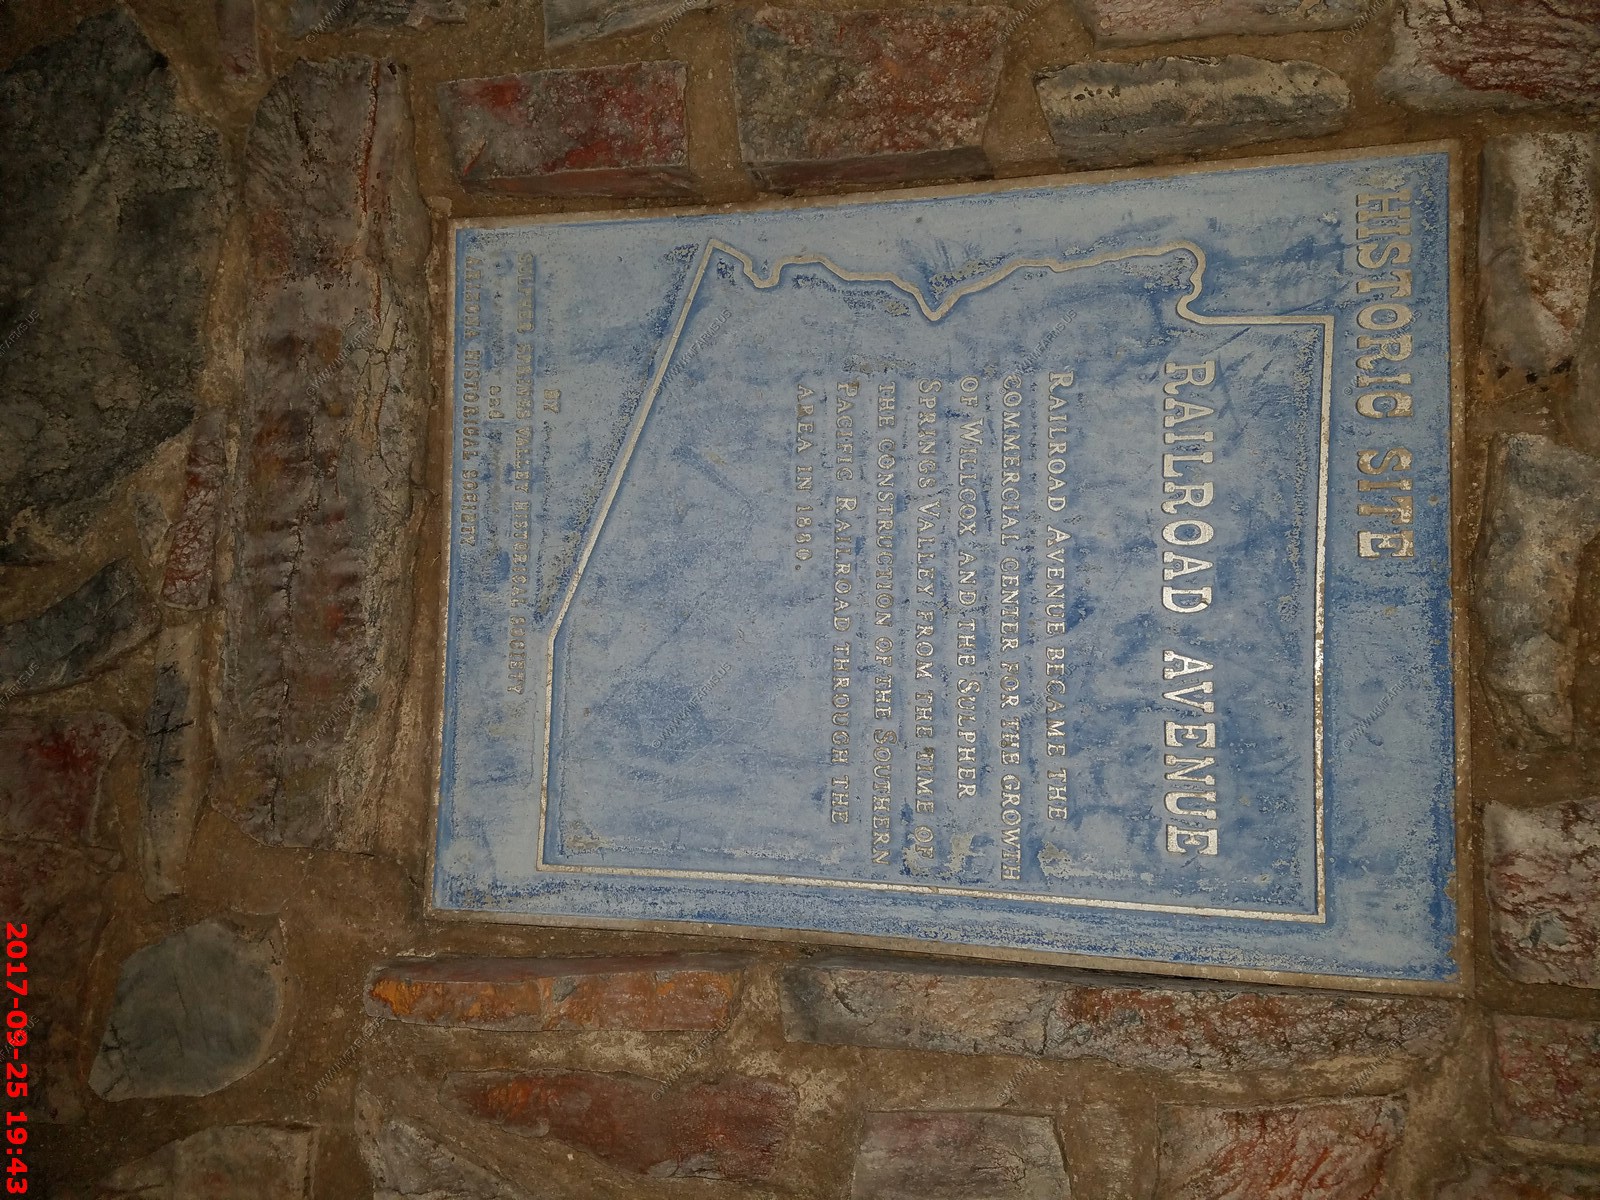 HISTORIC SITE
RAILROAD AVENUE
RAILROAD AVENUE BECAME THE
COMMERCIAL CENTER FOR THE GROWTH
OF WILLCOX AND THE SULPHER
SPRINGS VALLEY FROM THE TIME OF
THE CONSTRUCTION OF THE SOUTHERN
PACIFIC RAILROAD THROUGH THE
AREA IN 1880.
BY
SULPHER SPRINGS VALLEY HISTORICAL SOCIETY
and
ARIZONA HISTORICAL SOCIETY
2017-09-25 19:43